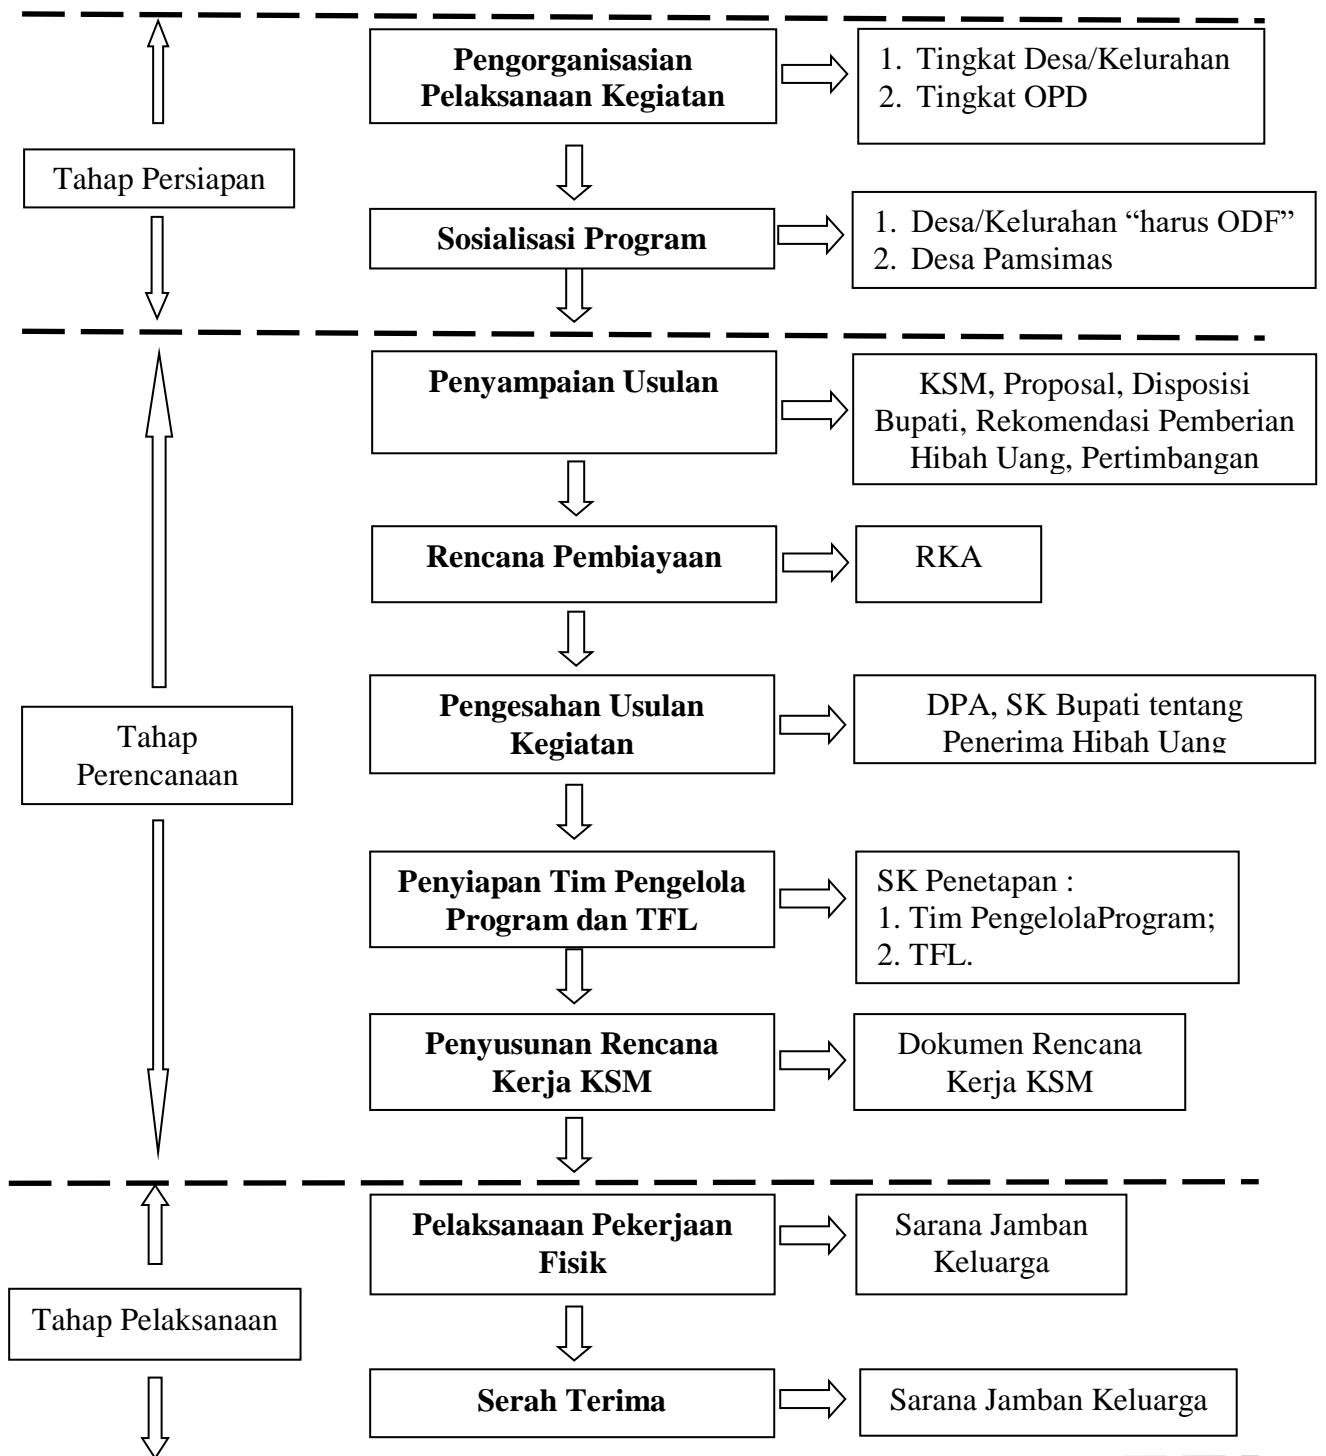 Pengorganisasian
Pelaksanaan Kegiatan
1. Tingkat Desa/Kelurahan
2. Tingkat OPD
Tahap Persiapan
Sosialisasi Program
1. Desa/Kelurahan “harus ODF”
2. Desa Pamsimas
Penyampaian Usulan
KSM, Proposal, Disposisi
Bupati, Rekomendasi Pemberian
Hibah Uang, Pertimbangan
Rencana Pembiayaan
RKA
Pengesahan Usulan
Kegiatan
DPA, SK Bupati tentang
Penerima Hibah Uang
Tahap
Perencanaan
Penyiapan Tim Pengelola
Program dan TFL
SK Penetapan :
1. Tim PengelolaProgram;
2. TFL.
Penyusunan Rencana
Kerja KSM
Dokumen Rencana
Kerja KSM
Pelaksanaan Pekerjaan
Fisik
Sarana Jamban
Keluarga
Tahap Pelaksanaan
Serah Terima
Sarana Jamban Keluarga